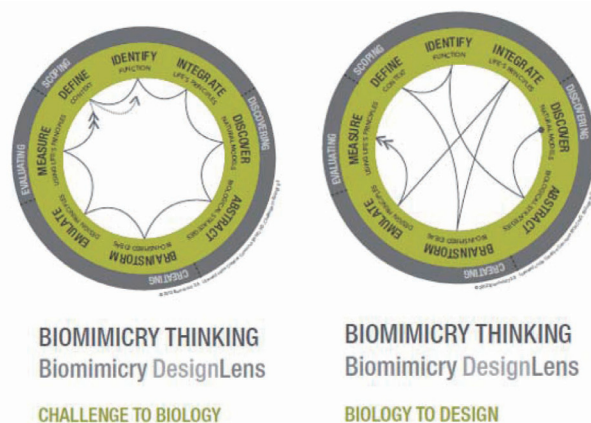 SCOPING
DEFINE
CONTEXT
IDENTIFY
FUNCTION
INTEGRATE
LIFE'S PRINCIPLES
DISCOVERING
DISCOVER
NATURAL MODELS
ABSTRACT
BIOLOGICAL STRATEGIES
BRAINSTORM
BIOINSPIRED IDEAS
CREATING
EMULATE
DESIGN PRINCIPLES
EVALUATING
MEASURE
USING LIFE'S PRINCIPLES
BIOMIMICRY THINKING
Biomimicry DesignLens
CHALLENGE TO BIOLOGY
SCOPING
DEFINE
CONTEXT
IDENTIFY
FUNCTION
INTEGRATE
LIFE'S PRINCIPLES
DISCOVERING
DISCOVER
NATURAL MODELS
ABSTRACT
BIOLOGICAL STRATEGIES
BRAINSTORM
BIOINSPIRED IDEAS
CREATING
EMULATE
DESIGN PRINCIPLES
EVALUATING
MEASURE
USING LIFE'S PRINCIPLES
BIOMIMICRY THINKING
Biomimicry DesignLens
BIOLOGY TO DESIGN